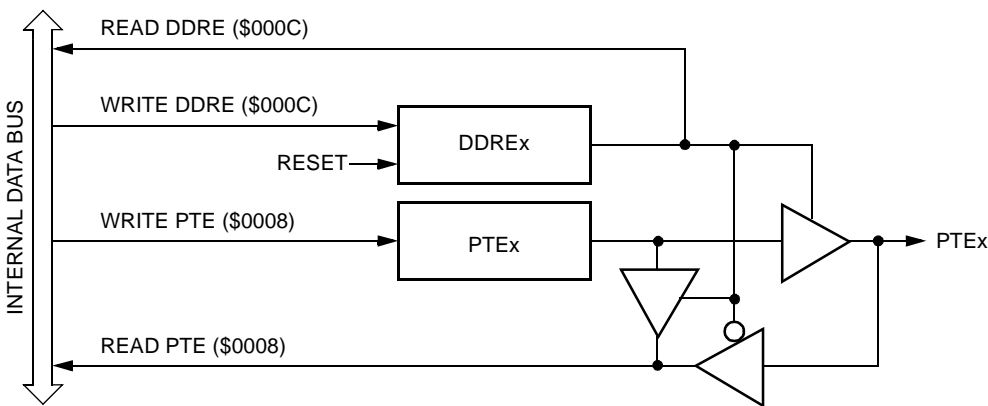 READ DDRE ($000C)
WRITE DDRE ($000C)
DDREx
RESET
INTERNAL DATA BUS
WRITE PTE ($0008)
PTEx
PTEx
READ PTE ($0008)